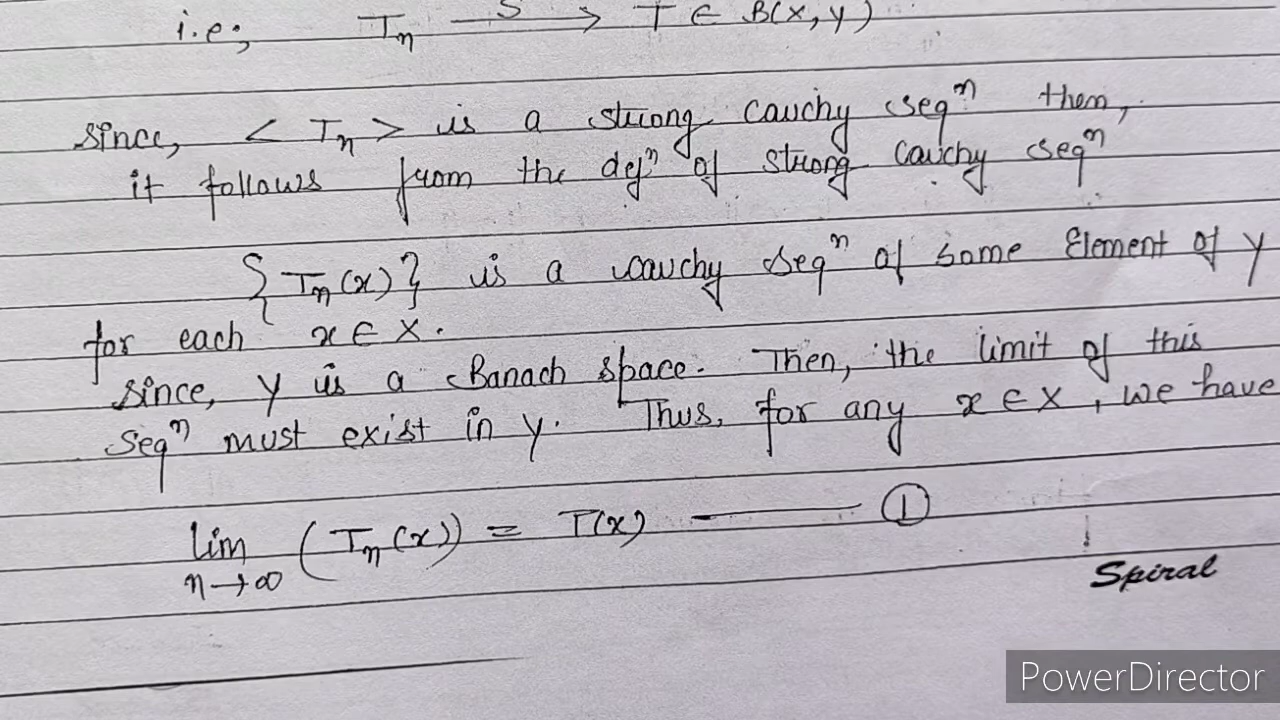 i.e; Tₙ —S→ T ∈ B(X, y)
since, < Tₙ > is a strong cauchy seqⁿ then,
it follows from the defⁿ of strong cauchy seqⁿ
{Tₙ(x)} is a cauchy seqⁿ of some Element of y
for each x ∈ X.
since, y is a Banach space. Then, the limit of this
seqⁿ must exist in y. Thus, for any x ∈ X, we have
lim (Tₙ(x)) = T(x) —— ①
n→∞
Spiral
PowerDirector